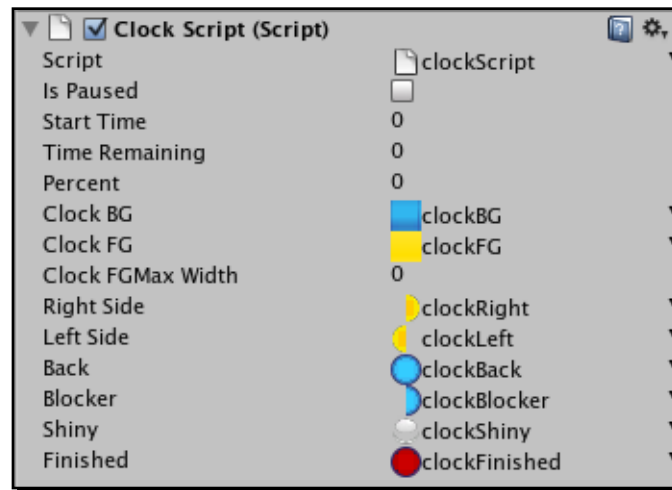 Clock Script (Script)
Script clockScript
Is Paused
Start Time 0
Time Remaining 0
Percent 0
Clock BG clockBG
Clock FG clockFG
Clock FGMax Width 0
Right Side clockRight
Left Side clockLeft
Back clockBack
Blocker clockBlocker
Shiny clockShiny
Finished clockFinished